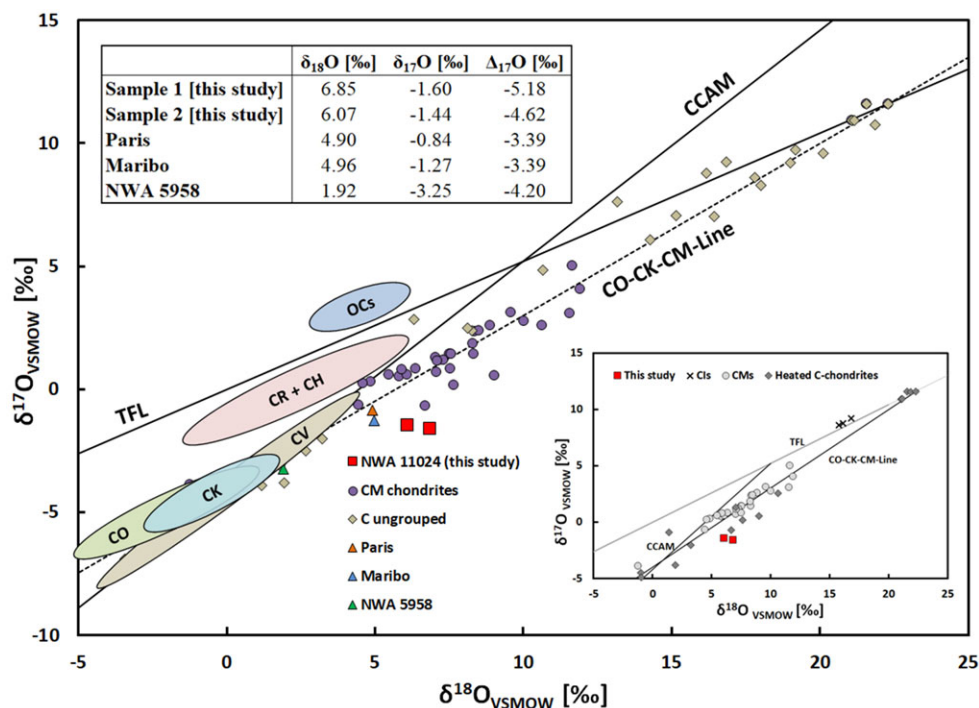 15
10
5
0
-5
-10
δ¹⁷O_VSMOW [‰]
δ₁₈O [‰] δ₁₇O [‰] Δ₁₇O [‰]
Sample 1 [this study] 6.85 -1.60 -5.18
Sample 2 [this study] 6.07 -1.44 -4.62
Paris 4.90 -0.84 -3.39
Maribo 4.96 -1.27 -3.39
NWA 5958 1.92 -3.25 -4.20
CCAM
CO-CK-CM-Line
OCs
CR + CH
TFL
CV
CK
CO
NWA 11024 (this study)
CM chondrites
C ungrouped
Paris
Maribo
NWA 5958
This study CIs CMs Heated C-chondrites
15
10
5
0
-5
δ¹⁷O_VSMOW [‰]
TFL
CO-CK-CM-Line
CCAM
-5 0 5 10 15 20 25
δ¹⁸O_VSMOW [‰]
-5 0 5 10 15 20 25
δ¹⁸O_VSMOW [‰]